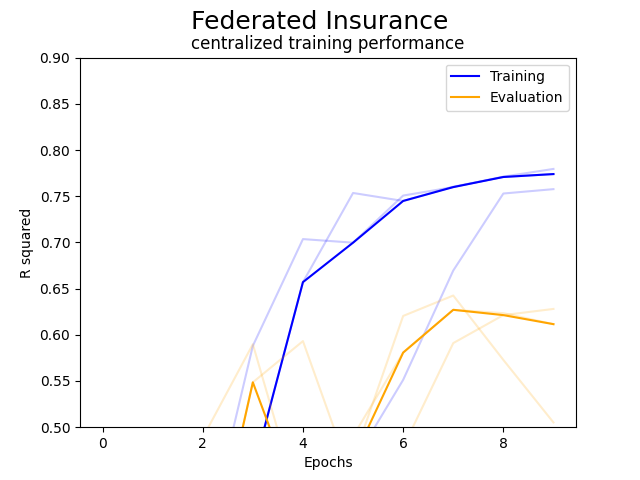 Federated Insurance
centralized training performance
0.90
0.85
0.80
0.75
0.70
0.65
0.60
0.55
0.50
R squared
Training
Evaluation
0 2 4 6 8
Epochs